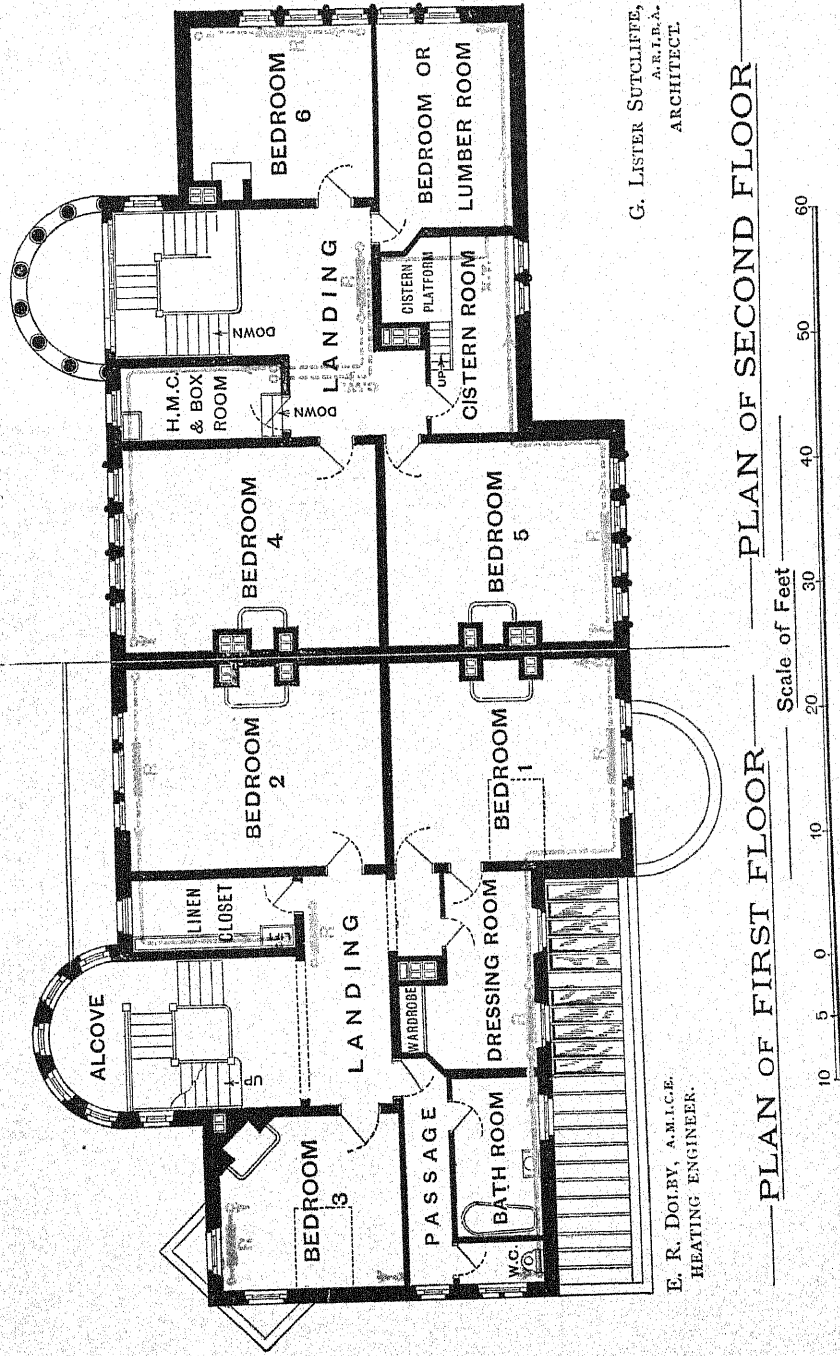 ALCOVE
UP
LINEN
CLOSET
LIFT
BEDROOM
2
BEDROOM
3
LANDING
R
R
R
PASSAGE
WARDROBE
BATH ROOM
W.C.
DRESSING ROOM
BEDROOM
1
R
H.M.C.
& BOX
ROOM
DOWN
DOWN
BEDROOM
4
LANDING
R
BEDROOM
6
R
BEDROOM OR
LUMBER ROOM
CISTERN
PLATFORM
UP
CISTERN ROOM
BEDROOM
5
R
E. R. DOLBY, A.M.I.C.E.
HEATING ENGINEER.
G. LISTER SUTCLIFFE,
A.R.I.B.A.
ARCHITECT.
PLAN OF FIRST FLOOR
PLAN OF SECOND FLOOR
Scale of Feet
10 5 0 10 20 30 40 50 60